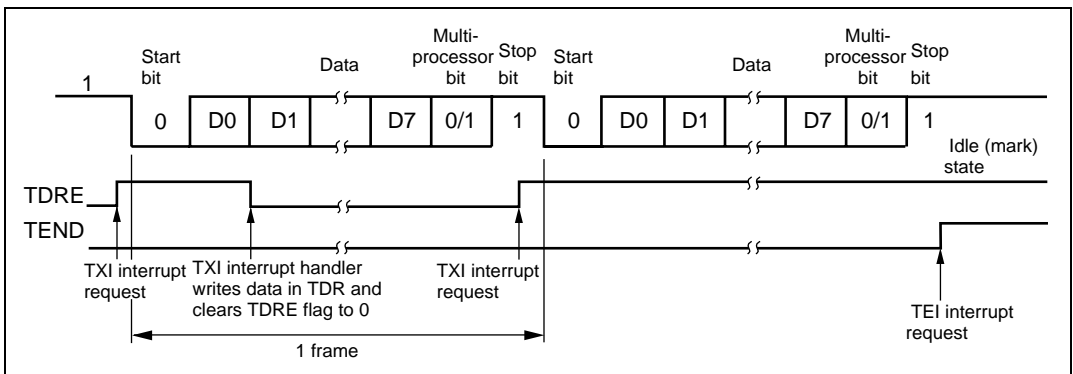 Multi-
processor
bit
Start
bit
Data
Stop
bit
Start
bit
Data
Multi-
processor
bit
Stop
bit
1
0
D0
D1
D7
0/1
1
0
D0
D1
D7
0/1
1
Idle (mark)
state
TDRE
TEND
TXI interrupt
request
TXI interrupt handler
writes data in TDR and
clears TDRE flag to 0
TXI interrupt
request
TEI interrupt
request
1 frame